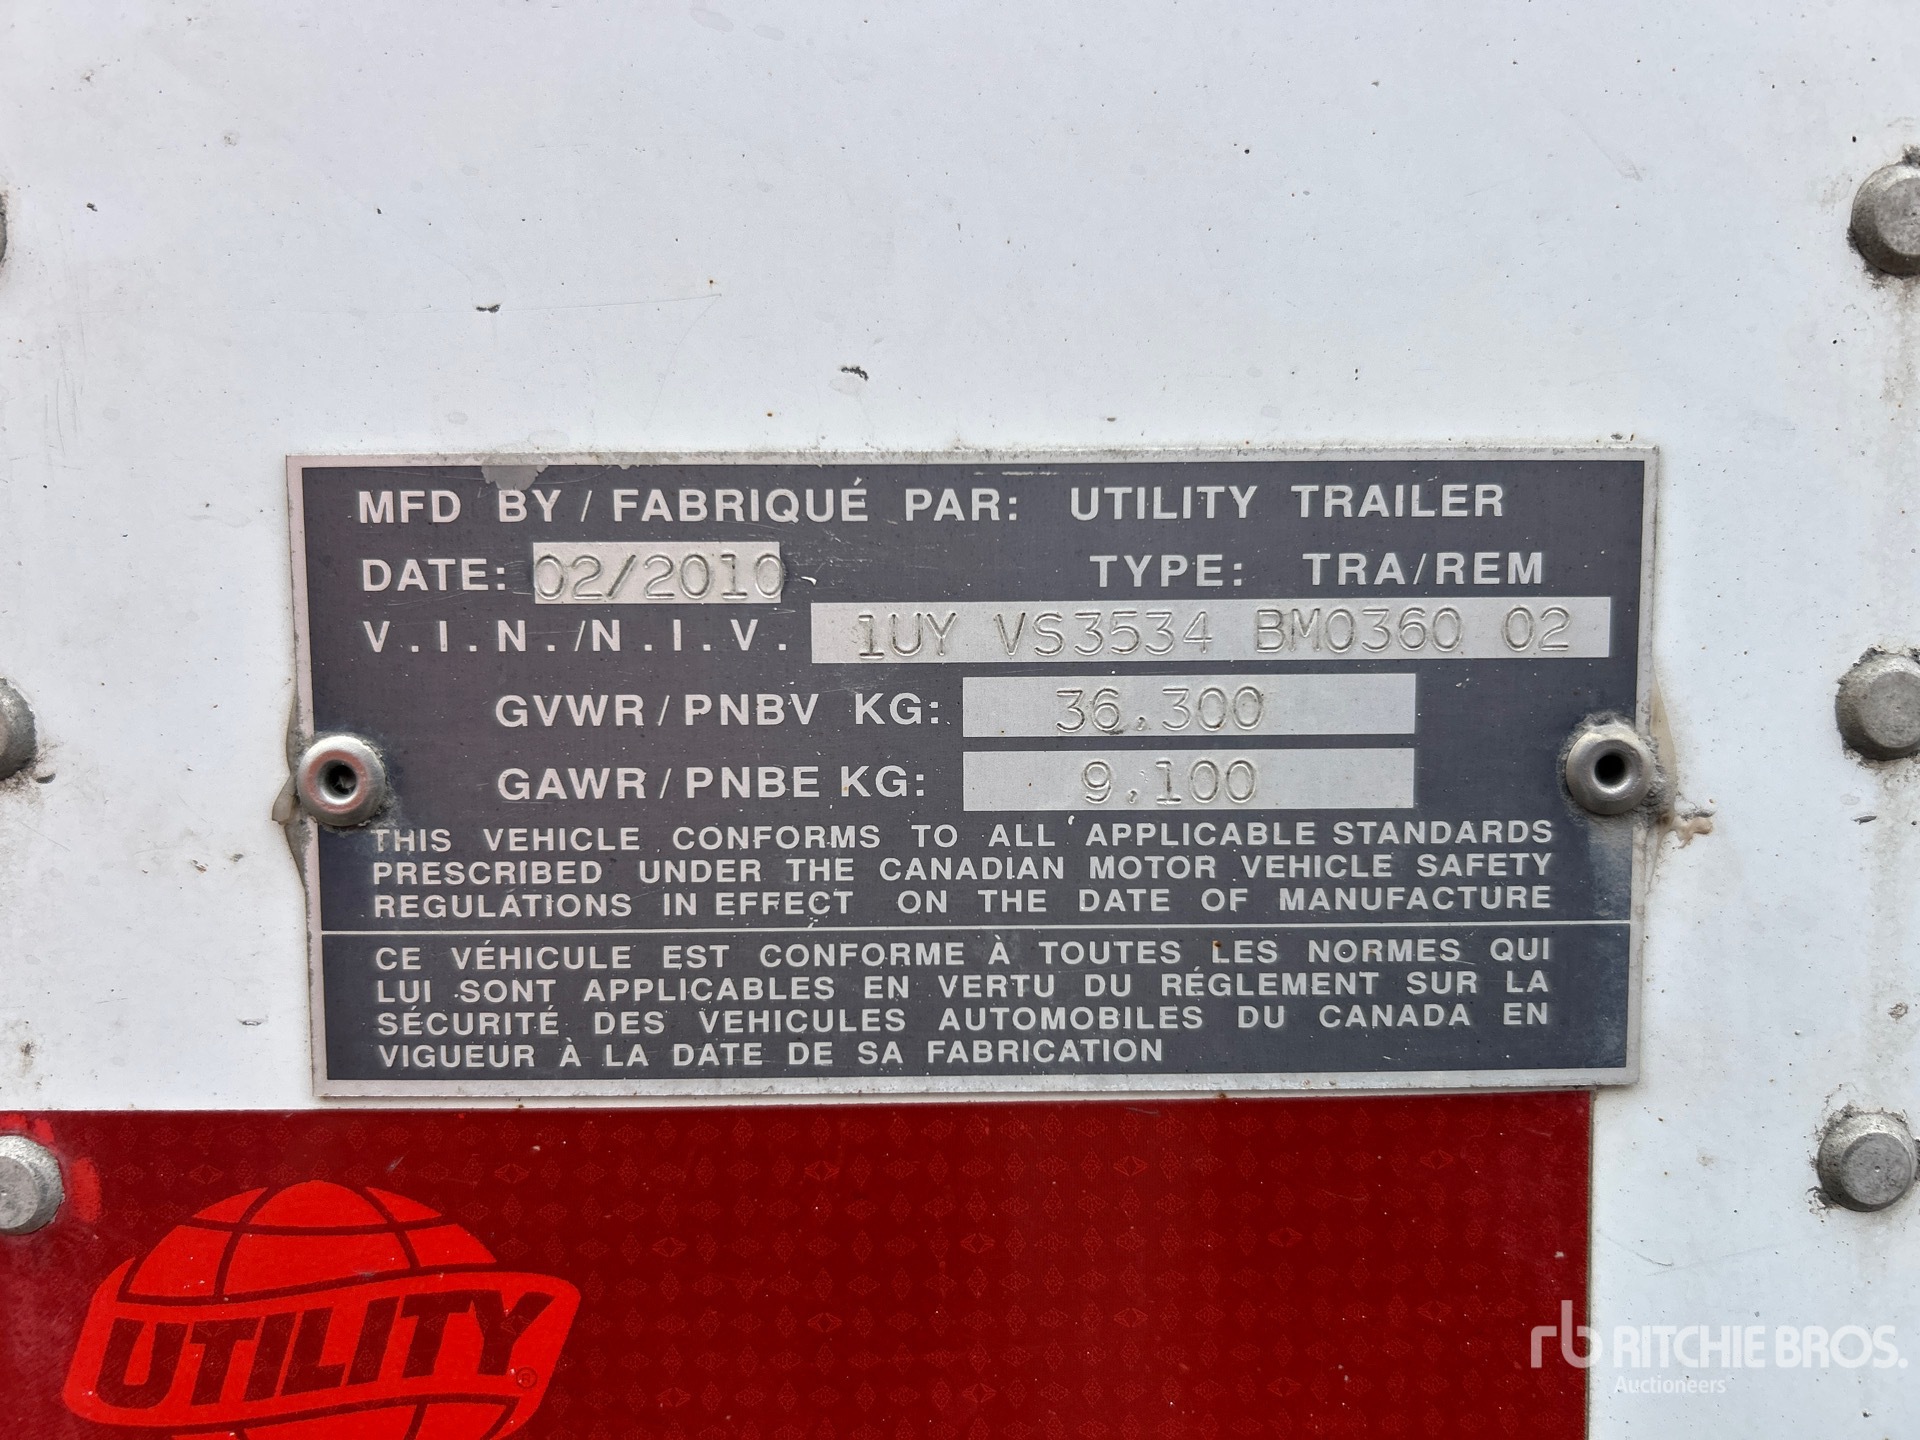 MFD BY / FABRIQUÉ PAR: UTILITY TRAILER
DATE: 02/2010 TYPE: TRA/REM
V.I.N./N.I.V. 1UY VS3534 BM0360 02
GVWR / PNBV KG: 36,300
GAWR / PNBE KG: 9,100
THIS VEHICLE CONFORMS TO ALL APPLICABLE STANDARDS
PRESCRIBED UNDER THE CANADIAN MOTOR VEHICLE SAFETY
REGULATIONS IN EFFECT ON THE DATE OF MANUFACTURE
CE VÉHICULE EST CONFORME À TOUTES LES NORMES QUI
LUI SONT APPLICABLES EN VERTU DU RÉGLEMENT SUR LA
SÉCURITÉ DES VEHICULES AUTOMOBILES DU CANADA EN
VIGUEUR À LA DATE DE SA FABRICATION
UTILITY ®
rb RITCHIE BROS.
Auctioneers